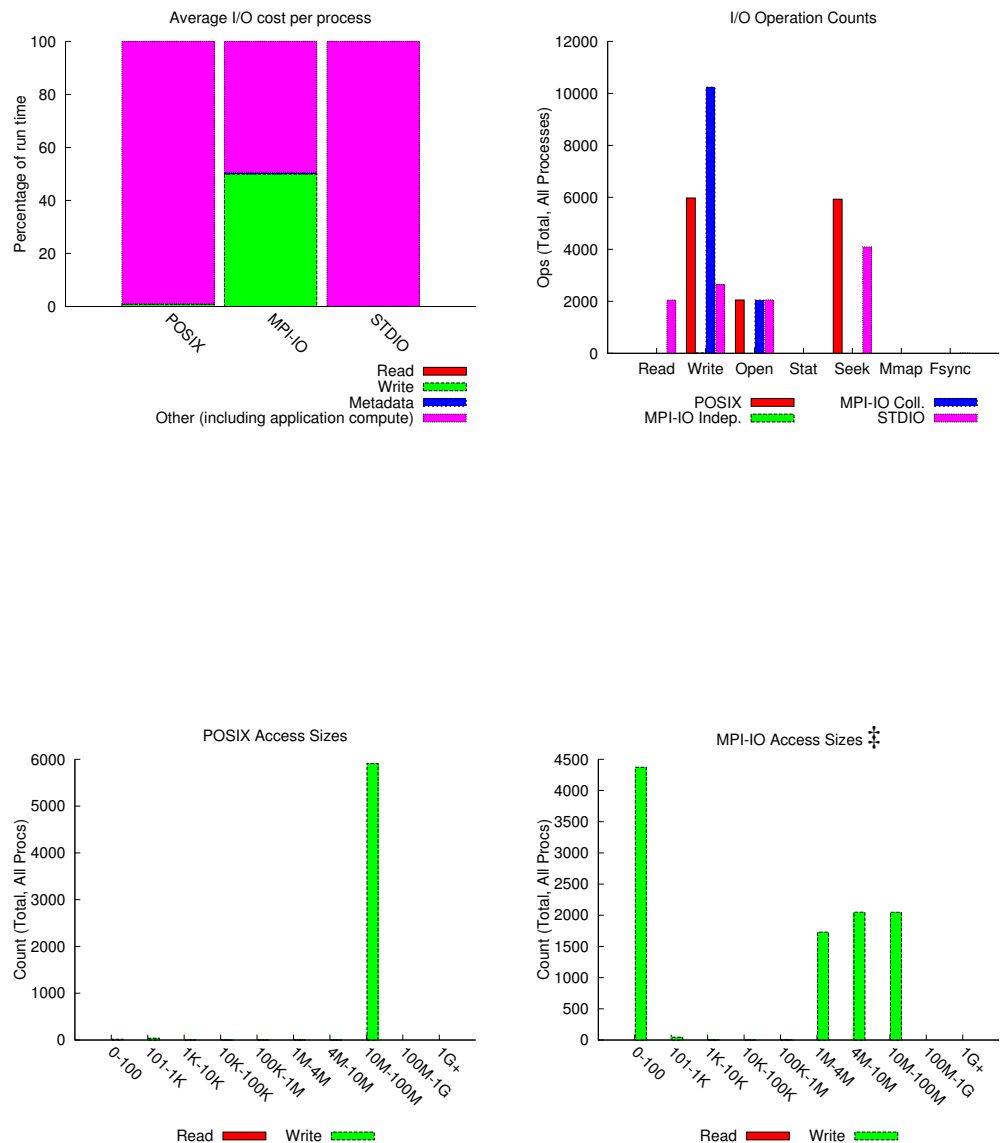 Average I/O cost per process
100
80
60
40
20
0
Percentage of run time
POSIX
MPI-IO
STDIO
Read
Write
Metadata
Other (including application compute)
I/O Operation Counts
12000
10000
8000
6000
4000
2000
0
Ops (Total, All Processes)
Read Write Open Stat Seek Mmap Fsync
POSIX
MPI-IO Indep.
MPI-IO Coll.
STDIO
POSIX Access Sizes
6000
5000
4000
3000
2000
1000
0
Count (Total, All Procs)
0-100
101-1K
1K-10K
10K-100K
100K-1M
1M-4M
4M-10M
10M-100M
100M-1G
1G+
Read Write
MPI-IO Access Sizes ‡
4500
4000
3500
3000
2500
2000
1500
1000
500
0
Count (Total, All Procs)
0-100
101-1K
1K-10K
10K-100K
100K-1M
1M-4M
4M-10M
10M-100M
100M-1G
1G+
Read Write